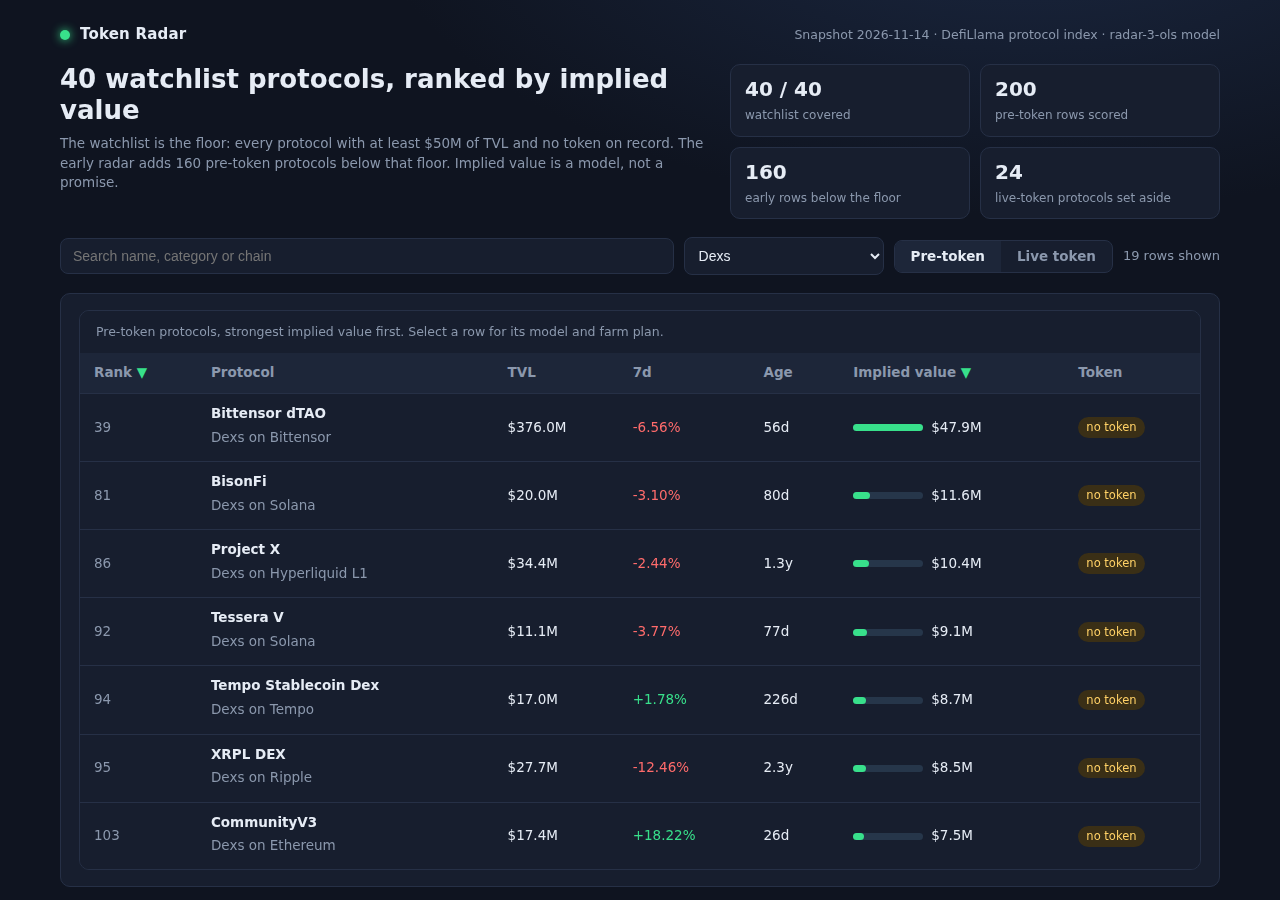 Token Radar
Snapshot 2026-11-14 · DefiLlama protocol index · radar-3-ols model
40 watchlist protocols, ranked by implied
value
The watchlist is the floor: every protocol with at least $50M of TVL and no token on record. The
early radar adds 160 pre-token protocols below that floor. Implied value is a model, not a
promise.
40 / 40
watchlist covered
200
pre-token rows scored
160
early rows below the floor
24
live-token protocols set aside
Search name, category or chain
Dexs
Pre-token
Live token
19 rows shown
Pre-token protocols, strongest implied value first. Select a row for its model and farm plan.
Rank ▼ Protocol TVL 7d Age Implied value ▼ Token
39 Bittensor dTAO $376.0M -6.56% 56d $47.9M no token
Dexs on Bittensor
81 BisonFi $20.0M -3.10% 80d $11.6M no token
Dexs on Solana
86 Project X $34.4M -2.44% 1.3y $10.4M no token
Dexs on Hyperliquid L1
92 Tessera V $11.1M -3.77% 77d $9.1M no token
Dexs on Solana
94 Tempo Stablecoin Dex $17.0M +1.78% 226d $8.7M no token
Dexs on Tempo
95 XRPL DEX $27.7M -12.46% 2.3y $8.5M no token
Dexs on Ripple
103 CommunityV3 $17.4M +18.22% 26d $7.5M no token
Dexs on Ethereum